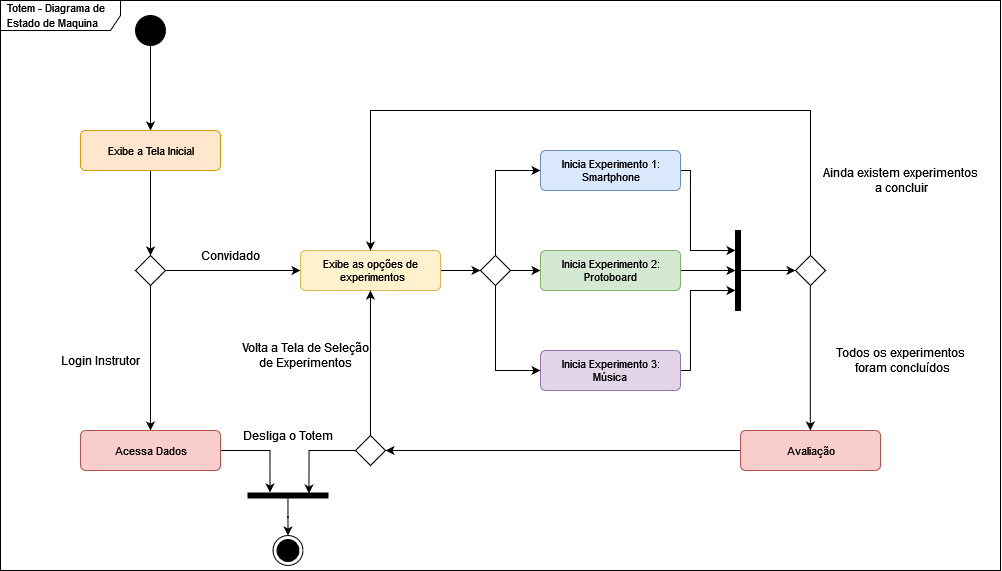 Totem - Diagrama de
Estado de Maquina
Exibe a Tela Inicial
Inicia Experimento 1:
Smartphone
Ainda existem experimentos
a concluir
Convidado
Exibe as opções de
experimentos
Inicia Experimento 2:
Protoboard
Login Instrutor
Volta a Tela de Seleção
de Experimentos
Inicia Experimento 3:
Música
Todos os experimentos
foram concluídos
Acessa Dados
Desliga o Totem
Avaliação